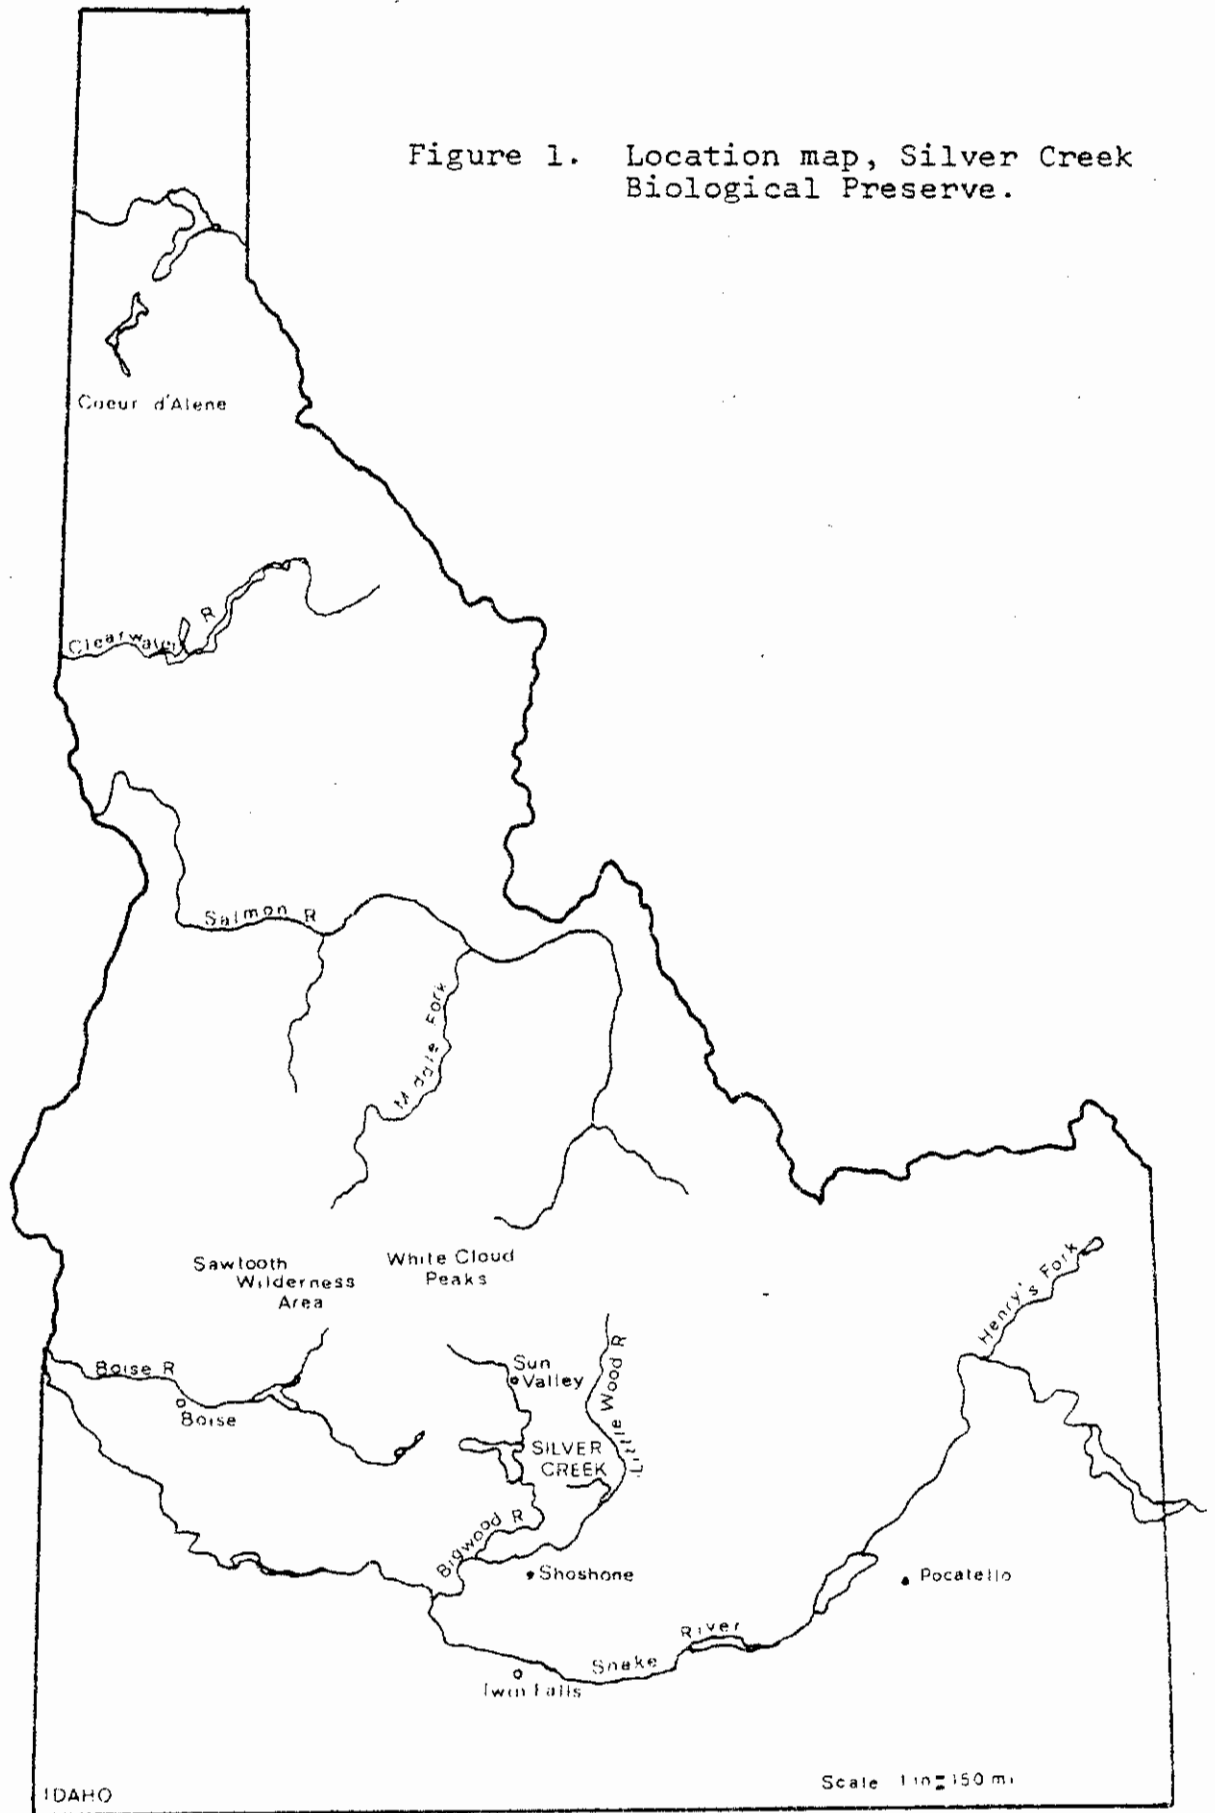 Figure 1. Location map, Silver Creek
Biological Preserve.
Coeur d'Alene
Clearwater R
Salmon R
Middle Fork
Sawtooth
Wilderness
Area
White Cloud
Peaks
Henry's Fork
Boise R
Boise
Sun
Valley
Little Wood R
SILVER
CREEK
Bigwood R
Shoshone
Pocatello
River
Snake
Twin Falls
IDAHO
Scale 1 in = 150 mi